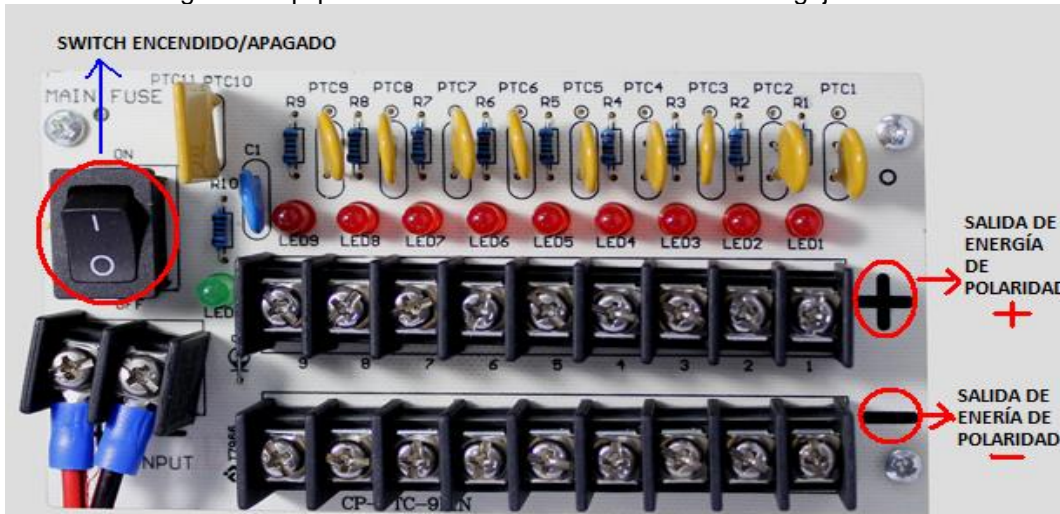 SWITCH ENCENDIDO/APAGADO
PTC11 PTC10 PTC9 PTC8 PTC7 PTC6 PTC5 PTC4 PTC3 PTC2 PTC1
MAIN FUSE
R9 R8 R7 R6 R5 R4 R3 R2 R1
ON
C1
R10
LED9 LED8 LED7 LED6 LED5 LED4 LED3 LED2 LED1
SALIDA DE
ENERGÍA
DE
POLARIDAD
+
+
OFF
9 8 7 6 5 4 3 2 1
SALIDA DE
ENERÍA DE
POLARIDAD
−
−
INPUT